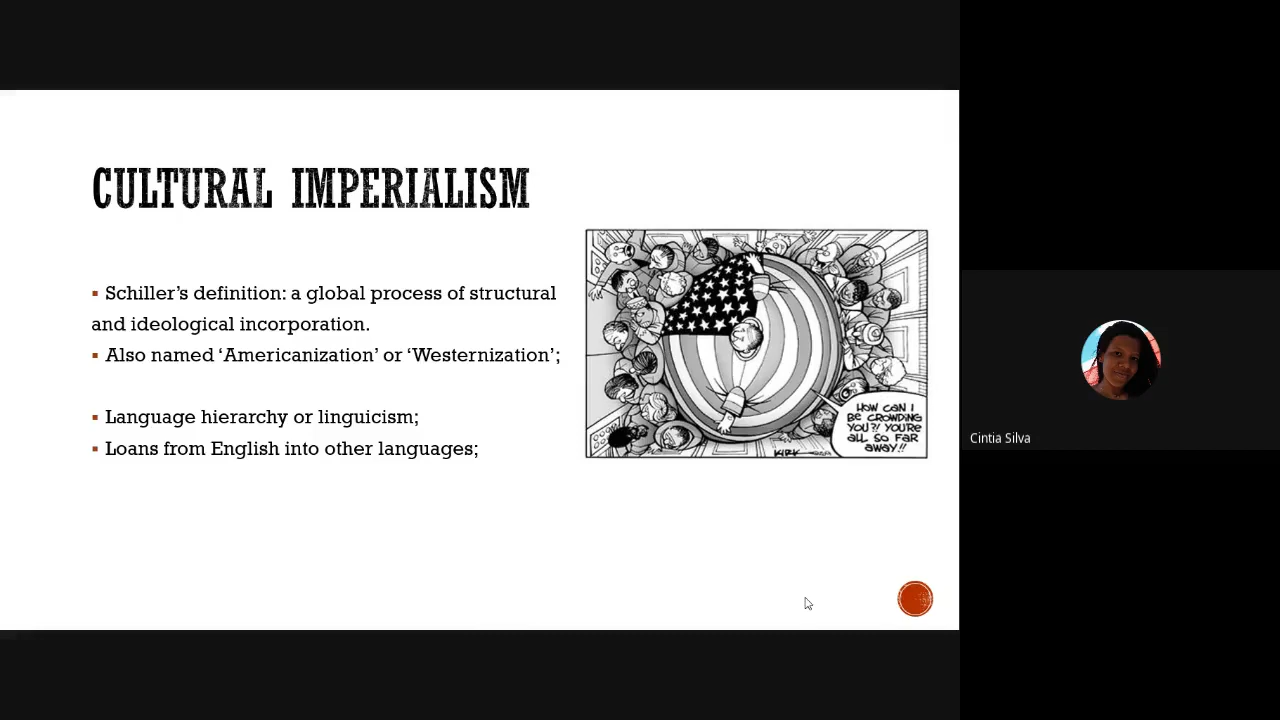 CULTURAL IMPERIALISM
▪ Schiller’s definition: a global process of structural
and ideological incorporation.
▪ Also named ‘Americanization’ or ‘Westernization’;
▪ Language hierarchy or linguicism;
▪ Loans from English into other languages;
HOW CAN I
BE CROWDING
YOU?! YOU'RE
ALL SO FAR
AWAY!!
KIRK
Cintia Silva